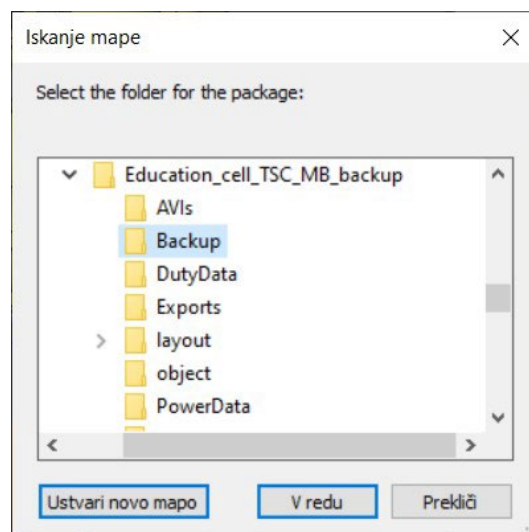 Iskanje mape
Select the folder for the package:
Education_cell_TSC_MB_backup
AVIs
Backup
DutyData
Exports
layout
object
PowerData
Ustvari novo mapo
V redu
Prekliči